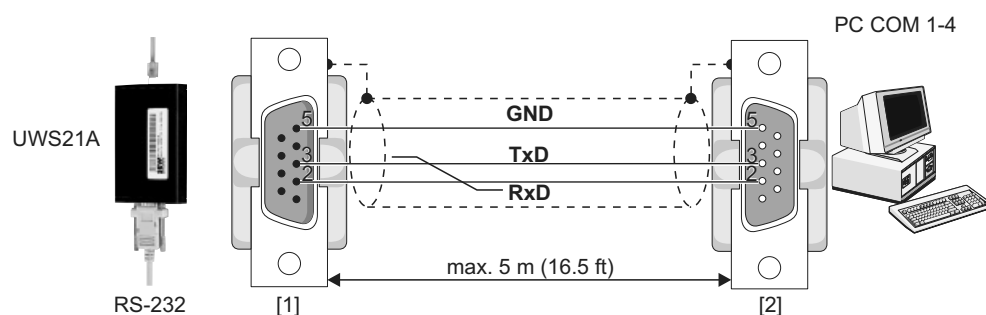 PC COM 1-4
UWS21A
5
GND
5
3
TxD
3
2
RxD
2
max. 5 m (16.5 ft)
RS-232
[1]
[2]